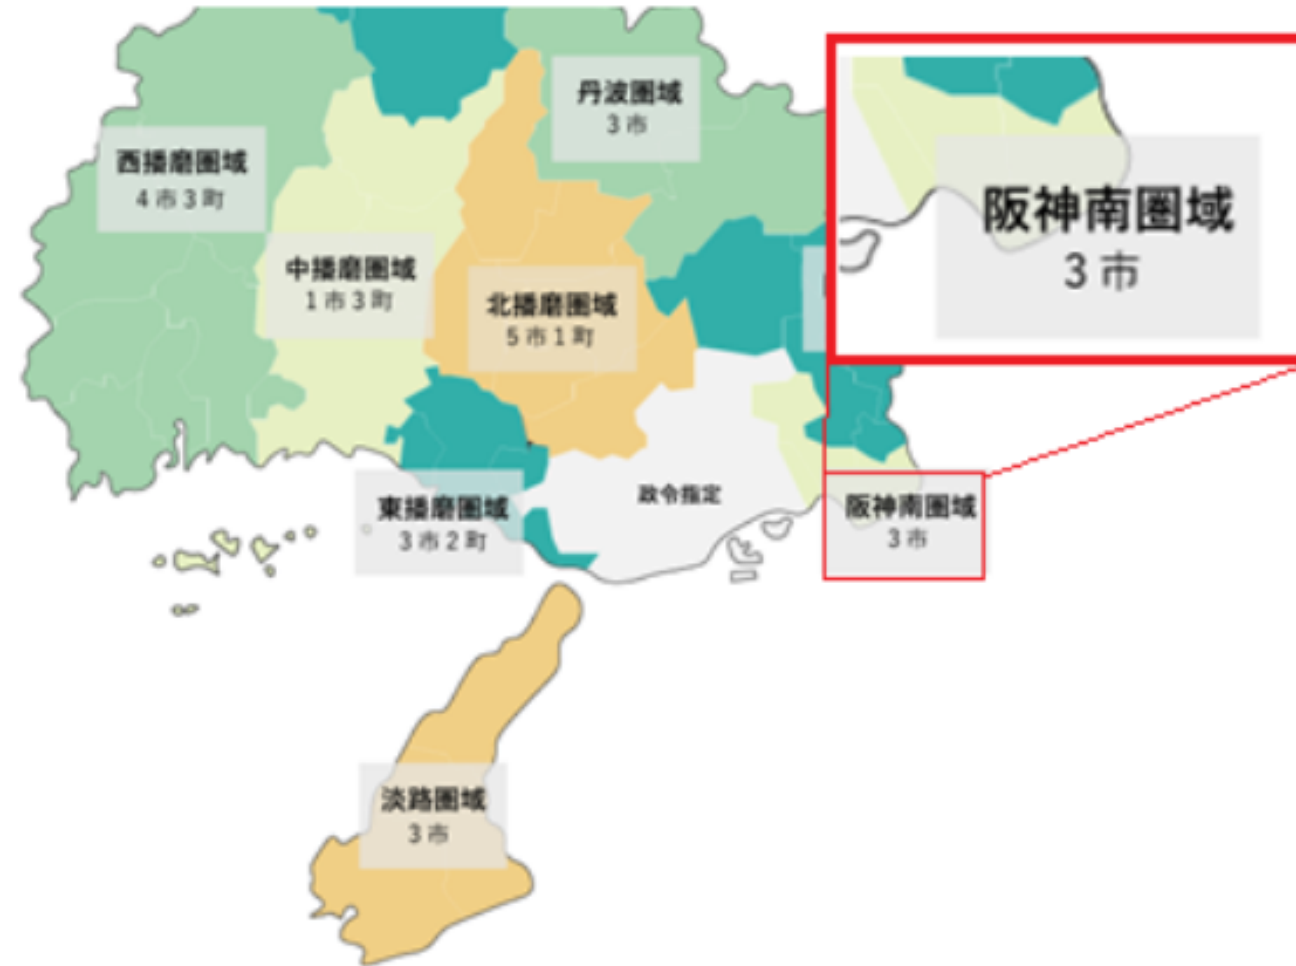 丹波圏域
3 市
西播磨圏域
4 市 3 町
阪神南圏域
3 市
中播磨圏域
1 市 3 町
北播磨圏域
5 市 1 町
政令指定
東播磨圏域
3 市 2 町
阪神南圏域
3 市
淡路圏域
3 市